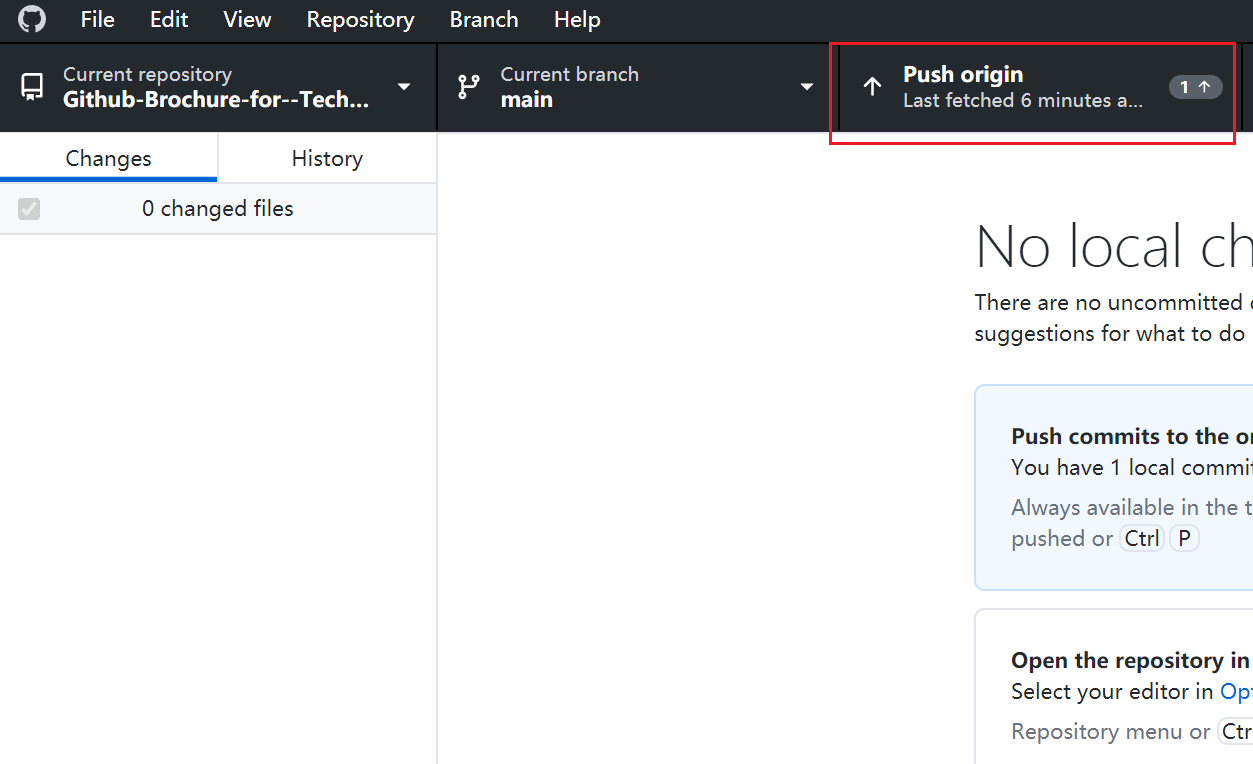 File Edit View Repository Branch Help
Current repository
Github-Brochure-for--Tech...
Current branch
main
Push origin
Last fetched 6 minutes a...
1
Changes History
0 changed files
No local ch
There are no uncommitted
suggestions for what to do
Push commits to the
You have 1 local commit
Always available in the
pushed or Ctrl P
Open the repository in
Select your editor in Opt
Repository menu or Ctr